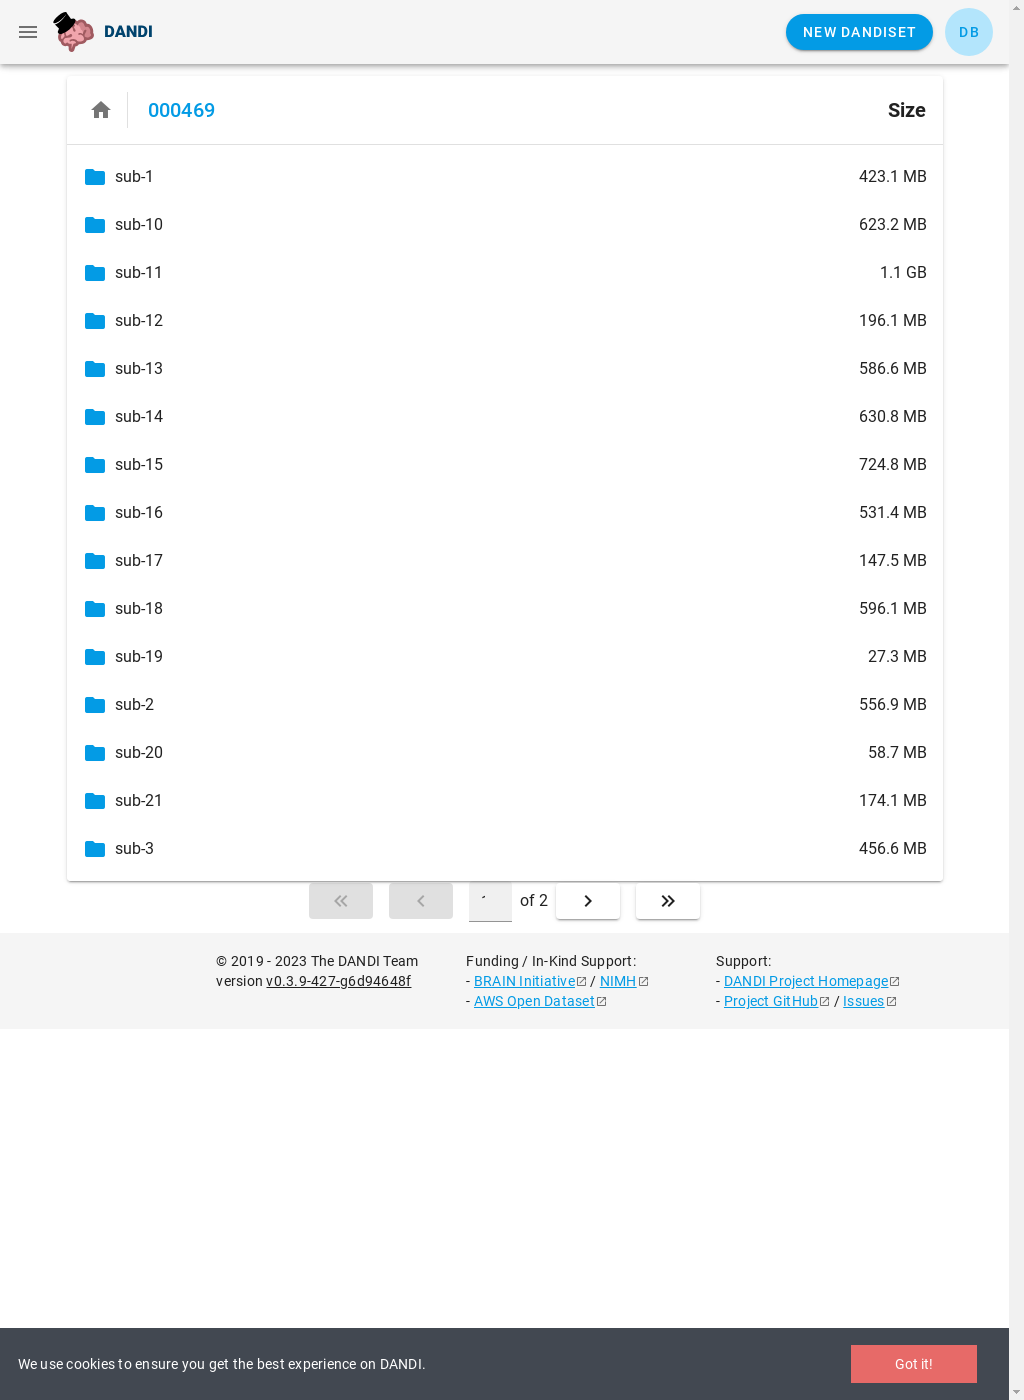 DANDI
NEW DANDISET
DB
000469
Size
sub-1 423.1 MB
sub-10 623.2 MB
sub-11 1.1 GB
sub-12 196.1 MB
sub-13 586.6 MB
sub-14 630.8 MB
sub-15 724.8 MB
sub-16 531.4 MB
sub-17 147.5 MB
sub-18 596.1 MB
sub-19 27.3 MB
sub-2 556.9 MB
sub-20 58.7 MB
sub-21 174.1 MB
sub-3 456.6 MB
of 2
© 2019 - 2023 The DANDI Team
version v0.3.9-427-g6d94648f
Funding / In-Kind Support:
- BRAIN Initiative / NIMH
- AWS Open Dataset
Support:
- DANDI Project Homepage
- Project GitHub / Issues
We use cookies to ensure you get the best experience on DANDI.
Got it!